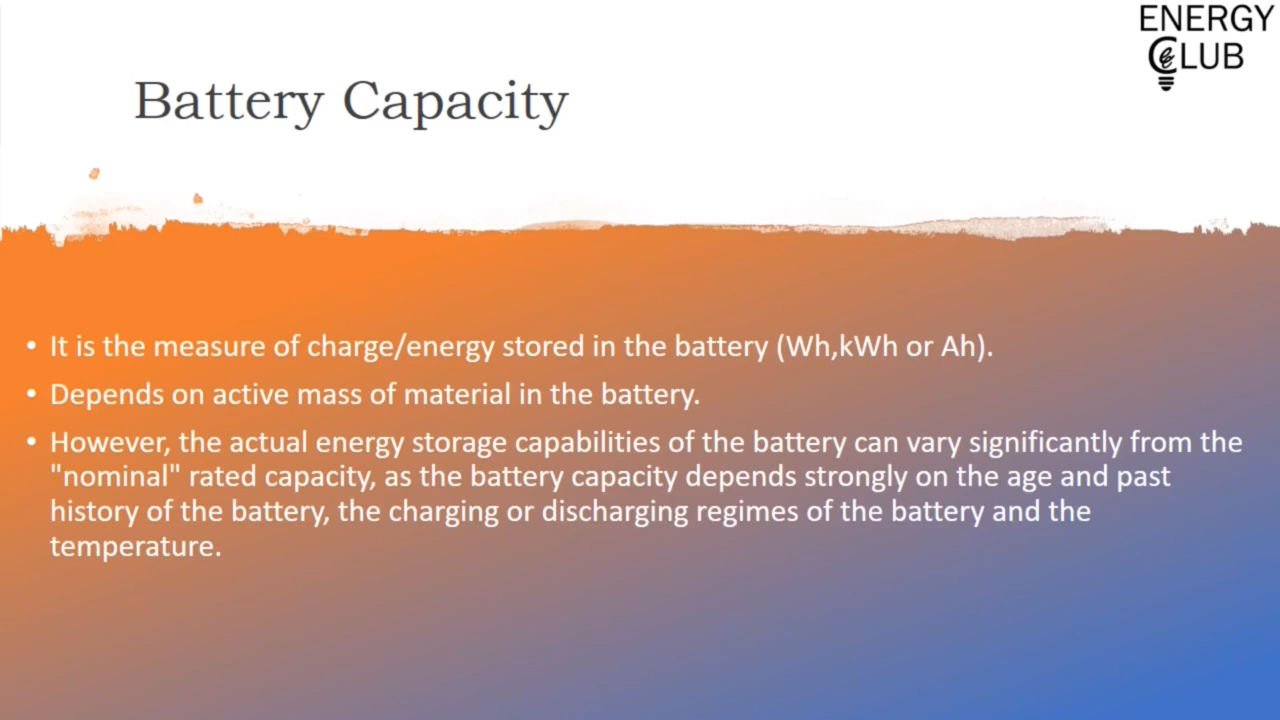 ENERGY
CLUB
Battery Capacity
• It is the measure of charge/energy stored in the battery (Wh,kWh or Ah).
• Depends on active mass of material in the battery.
• However, the actual energy storage capabilities of the battery can vary significantly from the
"nominal" rated capacity, as the battery capacity depends strongly on the age and past
history of the battery, the charging or discharging regimes of the battery and the
temperature.